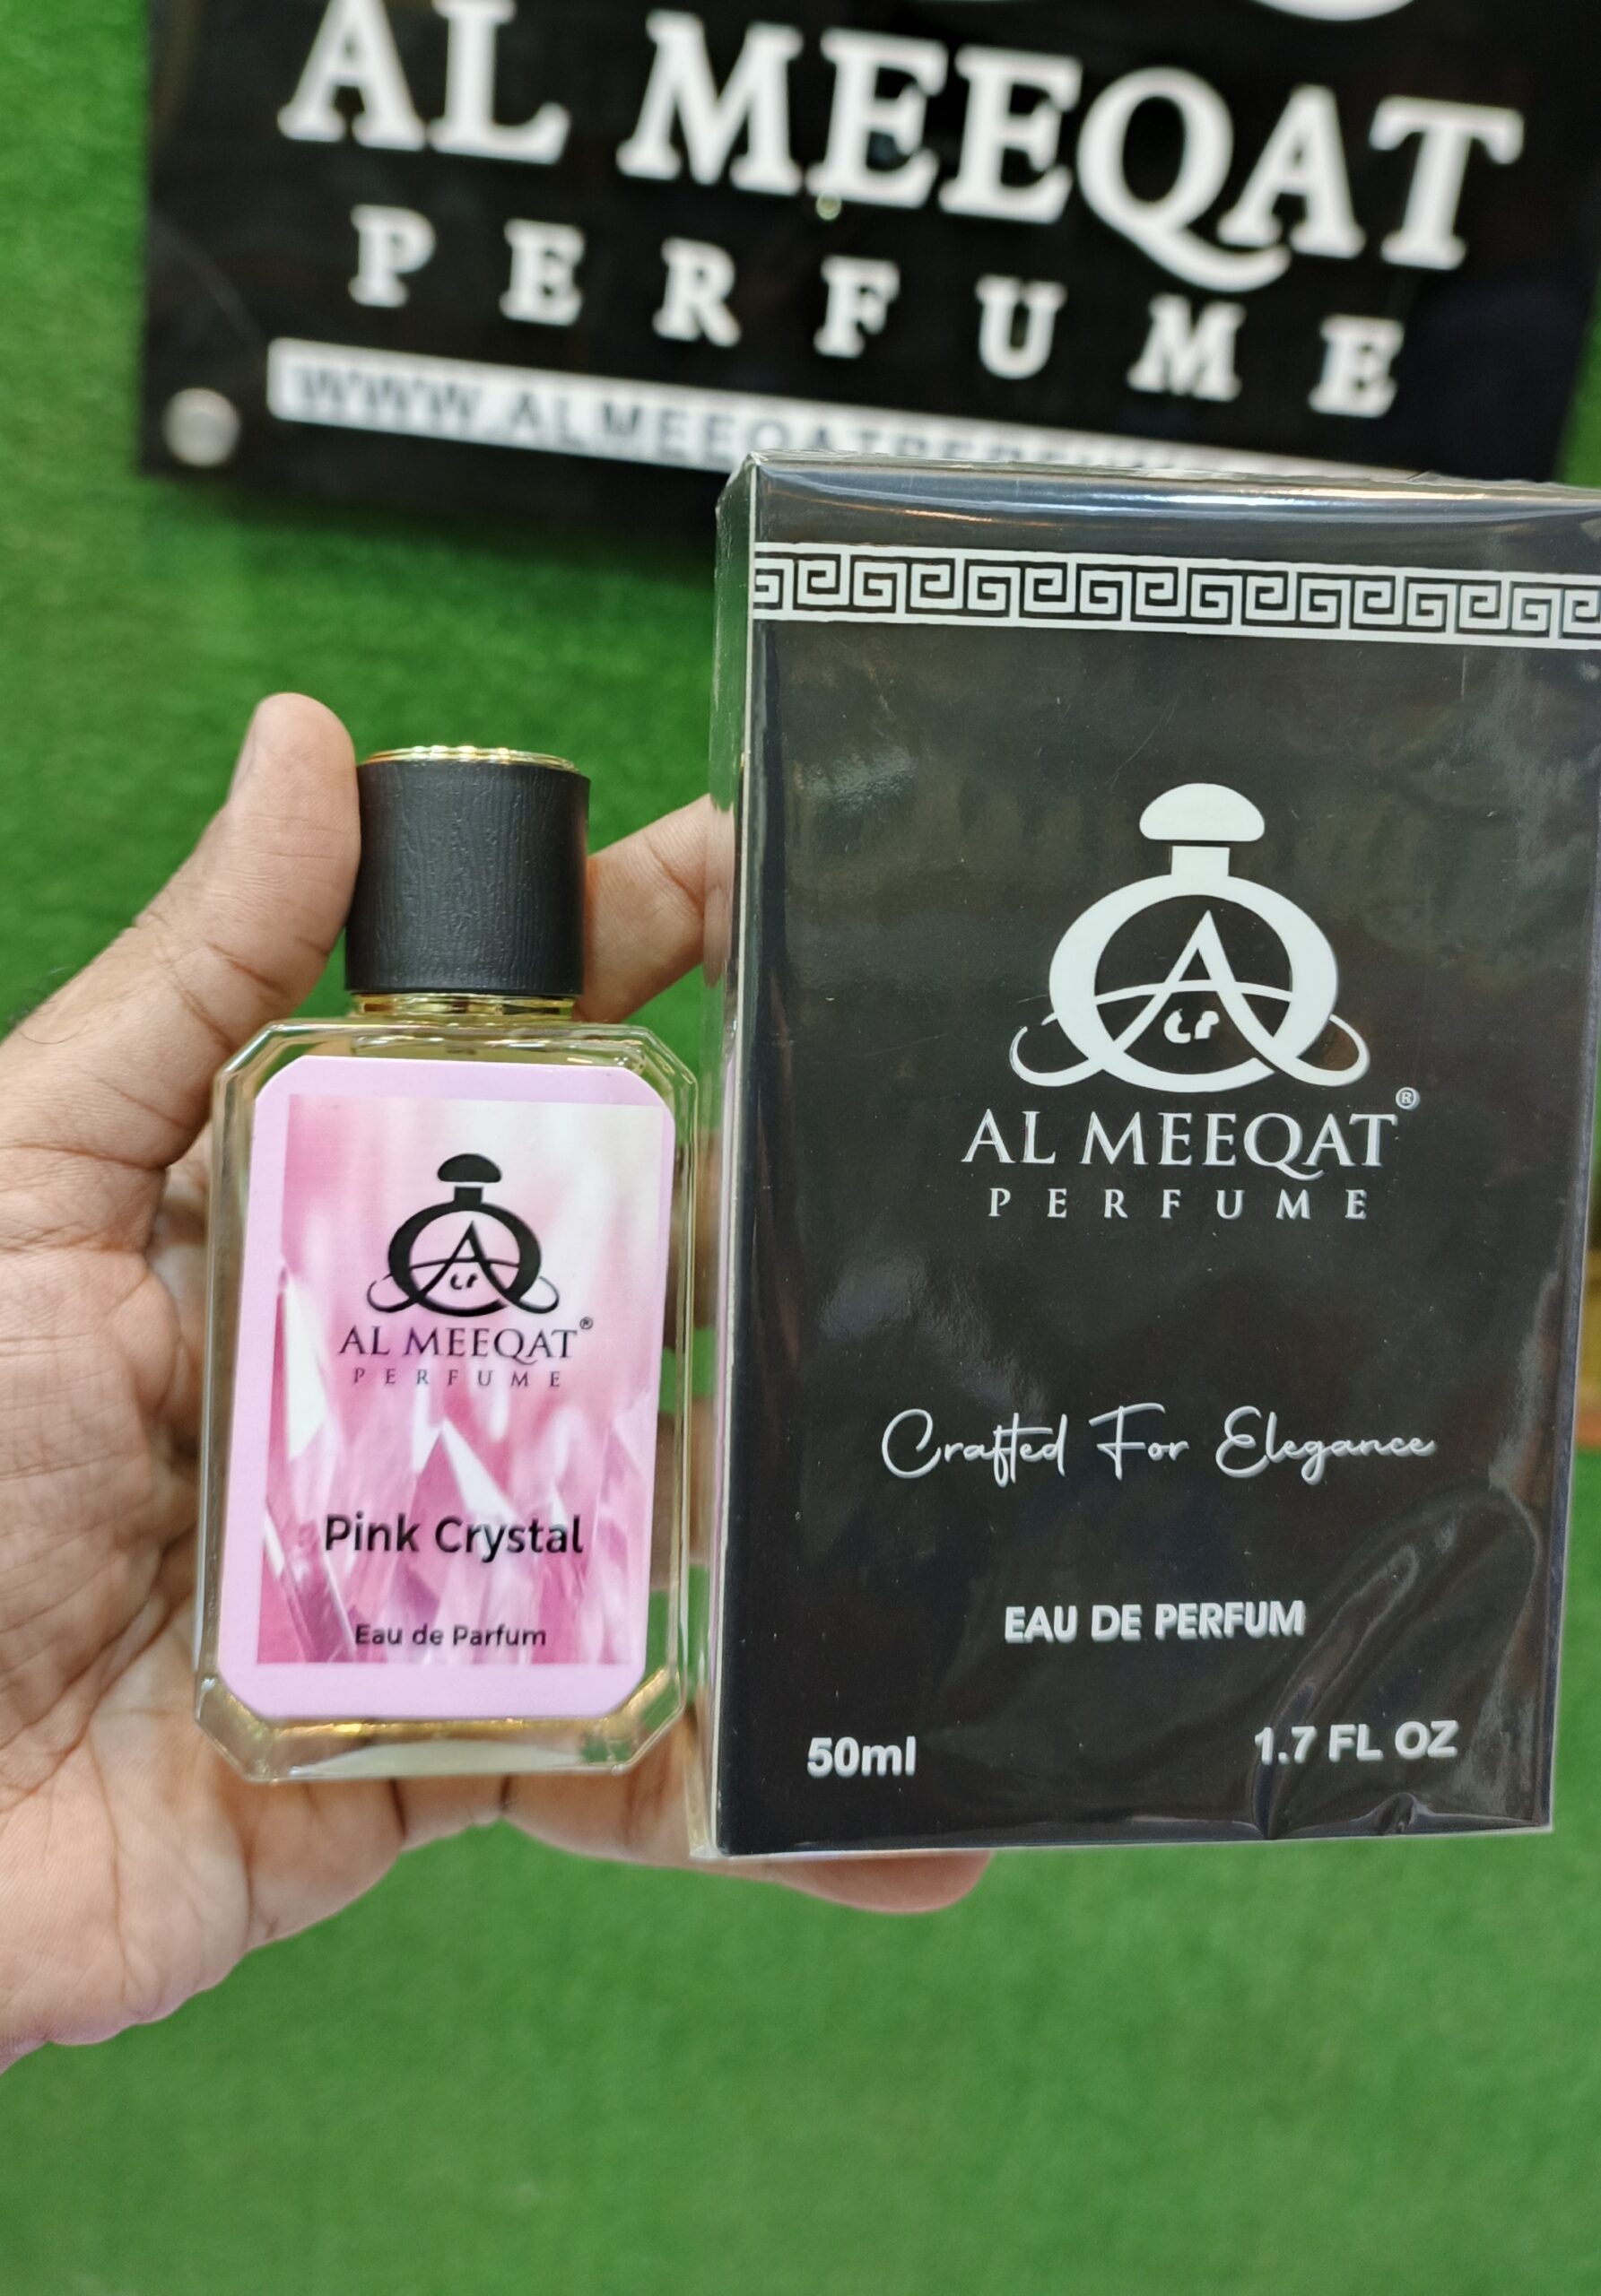 AL MEEQAT
PERFUME
AL MEEQAT®
PERFUME
Crafted For Elegance
EAU DE PERFUM
50ml
1.7 FL OZ
AL MEEQAT®
PERFUME
Pink Crystal
Eau de Parfum